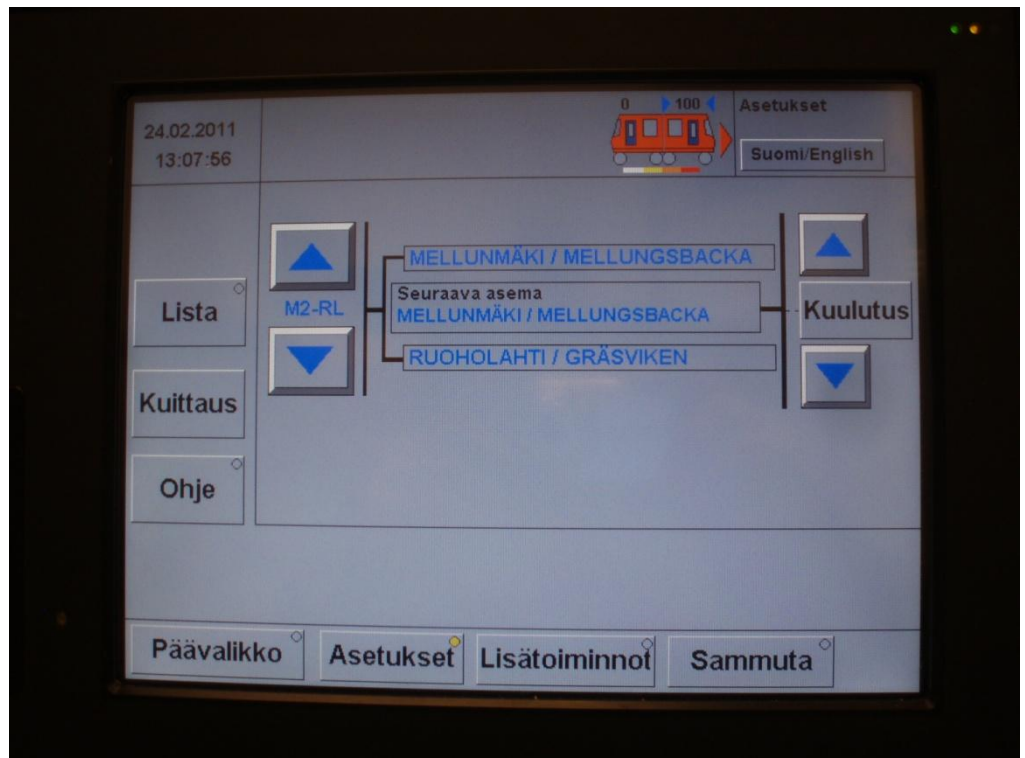 24.02.2011
13:07:56
0 100
Asetukset
Suomi/English
MELLUNMÄKI / MELLUNGSBACKA
Lista
M2-RL
Seuraava asema
MELLUNMÄKI / MELLUNGSBACKA
Kuulutus
RUOHOLAHTI / GRÄSVIKEN
Kuittaus
Ohje
Päävalikko
Asetukset
Lisätoiminnot
Sammuta